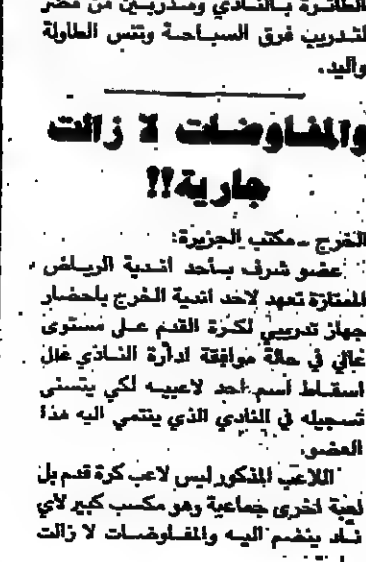 الطائرة بالنادي ومدربين من مصر
لتدريب فرق السباحة وتنس الطاولة
واليد.
والمفاوضات لا زالت
جارية!!
الخرج - مكتب الجزيرة:
عضو شرف بأحد أندية الرياض
الممتازة تعهد لاحد اندية الخرج باحضار
جهاز تدريبي لكرة القدم على مستوى
عالي في حالة موافقة ادارة النادي على
اسقاط اسم احد لاعبيه لكي يتسنى
تسجيله في النادي الذي ينتمي اليه هذا
العضو.
اللاعب المذكور ليس لاعب كرة قدم بل
لعبة اخرى جماعية وهو مكسب كبير لاي
ناد ينضم اليه والمفاوضات لا زالت